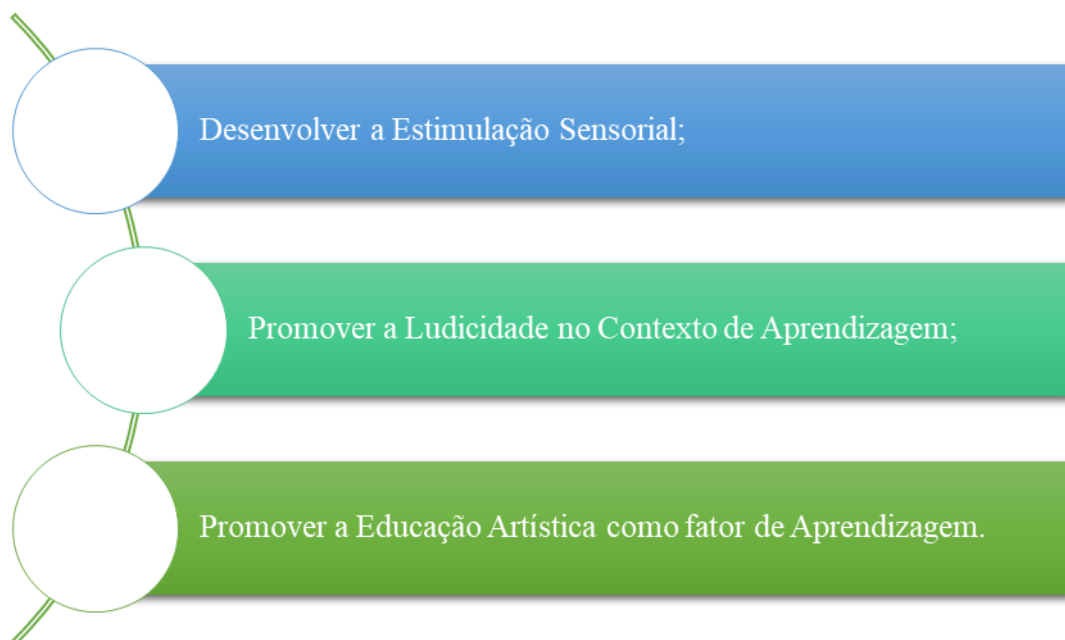 Desenvolver a Estimulação Sensorial;
Promover a Ludicidade no Contexto de Aprendizagem;
Promover a Educação Artística como fator de Aprendizagem.